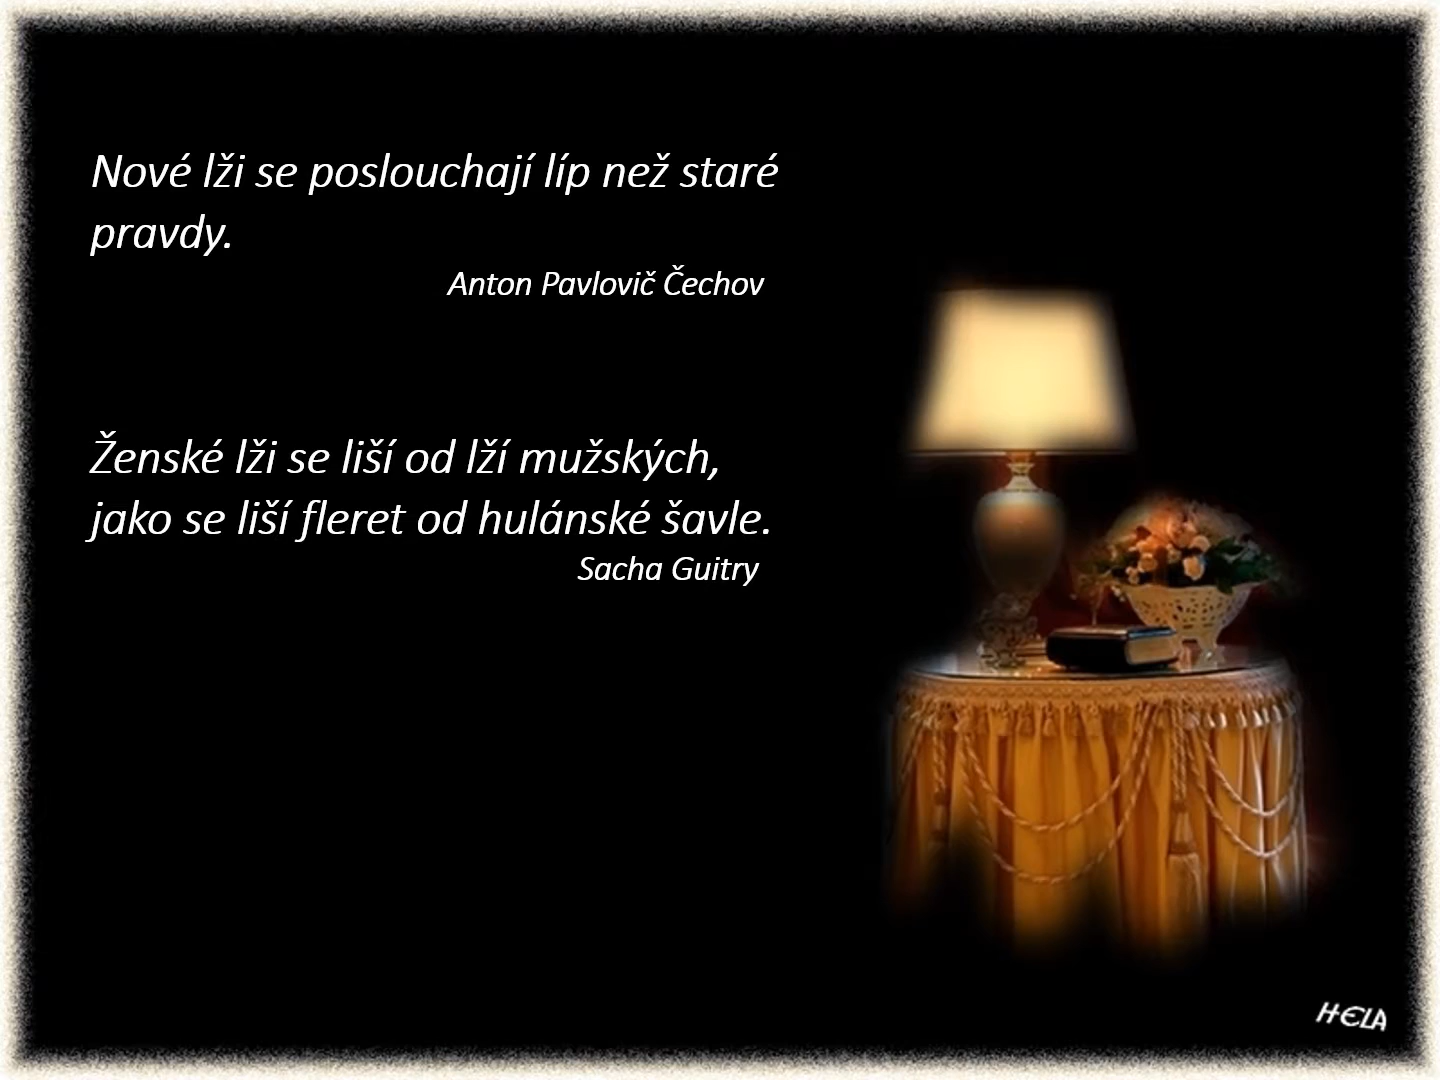 Nové lži se poslouchají líp než staré
pravdy.
Anton Pavlovič Čechov
Ženské lži se liší od lží mužských,
jako se liší fleret od hulánské šavle.
Sacha Guitry
HELA